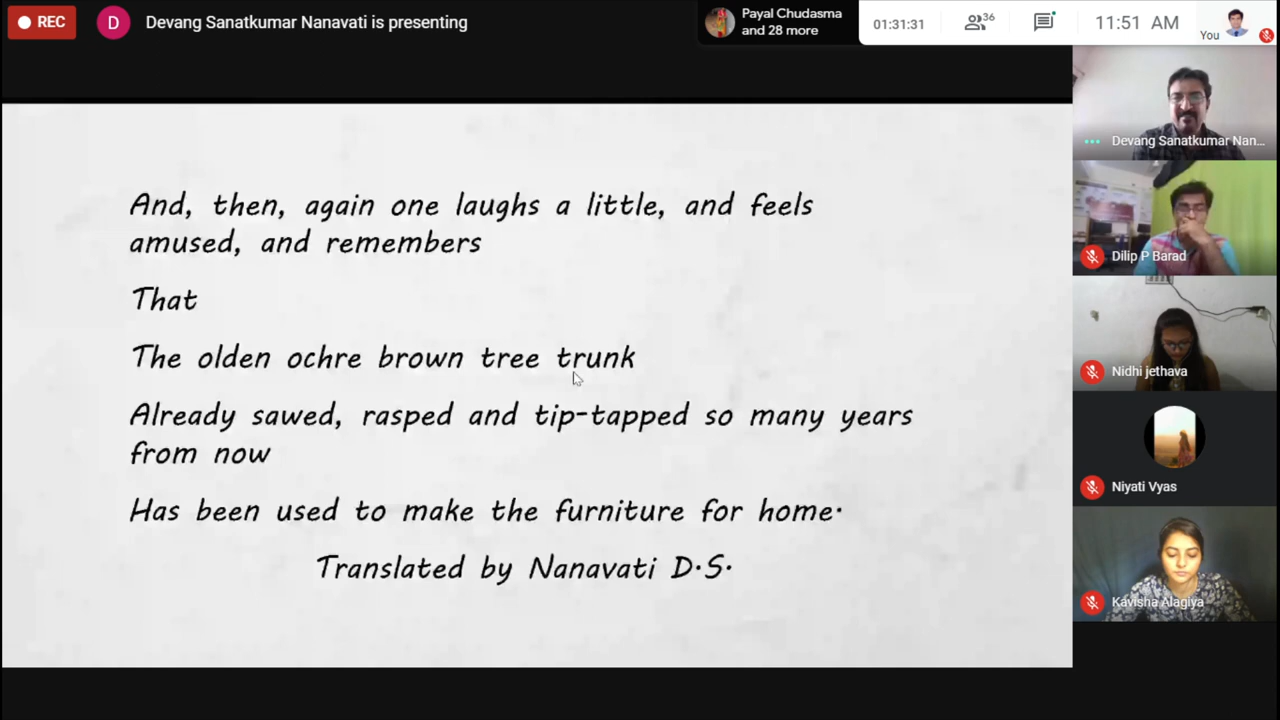 REC
D
Devang Sanatkumar Nanavati is presenting
Payal Chudasma
and 28 more
01:31:31
36
11:51 AM
You
And, then, again one laughs a little, and feels
amused, and remembers
That
The olden ochre brown tree trunk
Already sawed, rasped and tip-tapped so many years
from now
Has been used to make the furniture for home.
Translated by Nanavati D.S.
Devang Sanatkumar Nan...
Dilip P Barad
Nidhi jethava
Niyati Vyas
Kavisha Alagiya